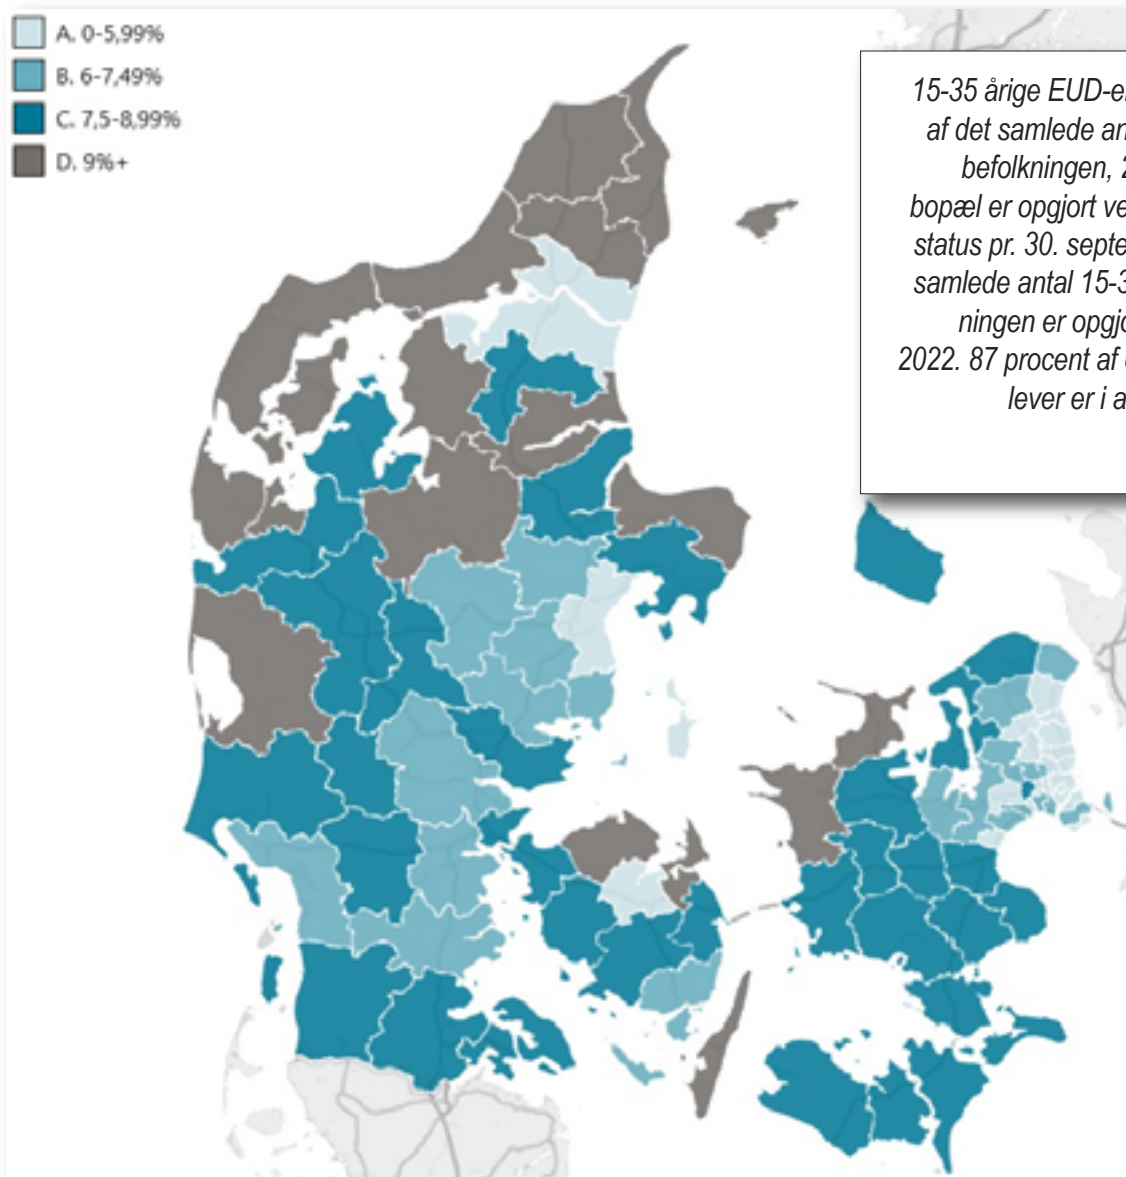 A. 0-5,99%
B. 6-7,49%
C. 7,5-8,99%
D. 9%+
15-35 årige EUD-el
af det samlede an
befolkningen, 2
bopæl er opgjort ve
status pr. 30. septe
samlede antal 15-3
ningen er opgjo
2022. 87 procent af
lever er i a